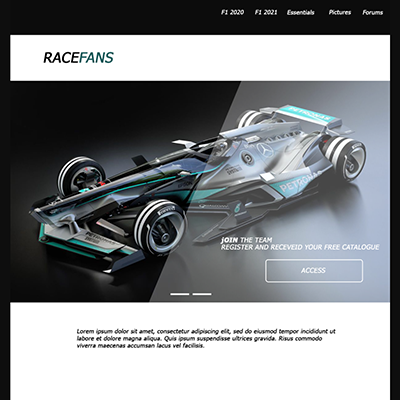 F1 2020 F1 2021 Essentials Pictures Forums
RACEFANS
PETRONAS
PETRONAS
JOIN THE TEAM
REGISTER AND RECEVEID YOUR FREE CATALOGUE
ACCESS
Lorem ipsum dolor sit amet, consectetur adipiscing elit, sed do eiusmod tempor incididunt ut
labore et dolore magna aliqua. Quis ipsum suspendisse ultrices gravida. Risus commodo
viverra maecenas accumsan lacus vel facilisis.